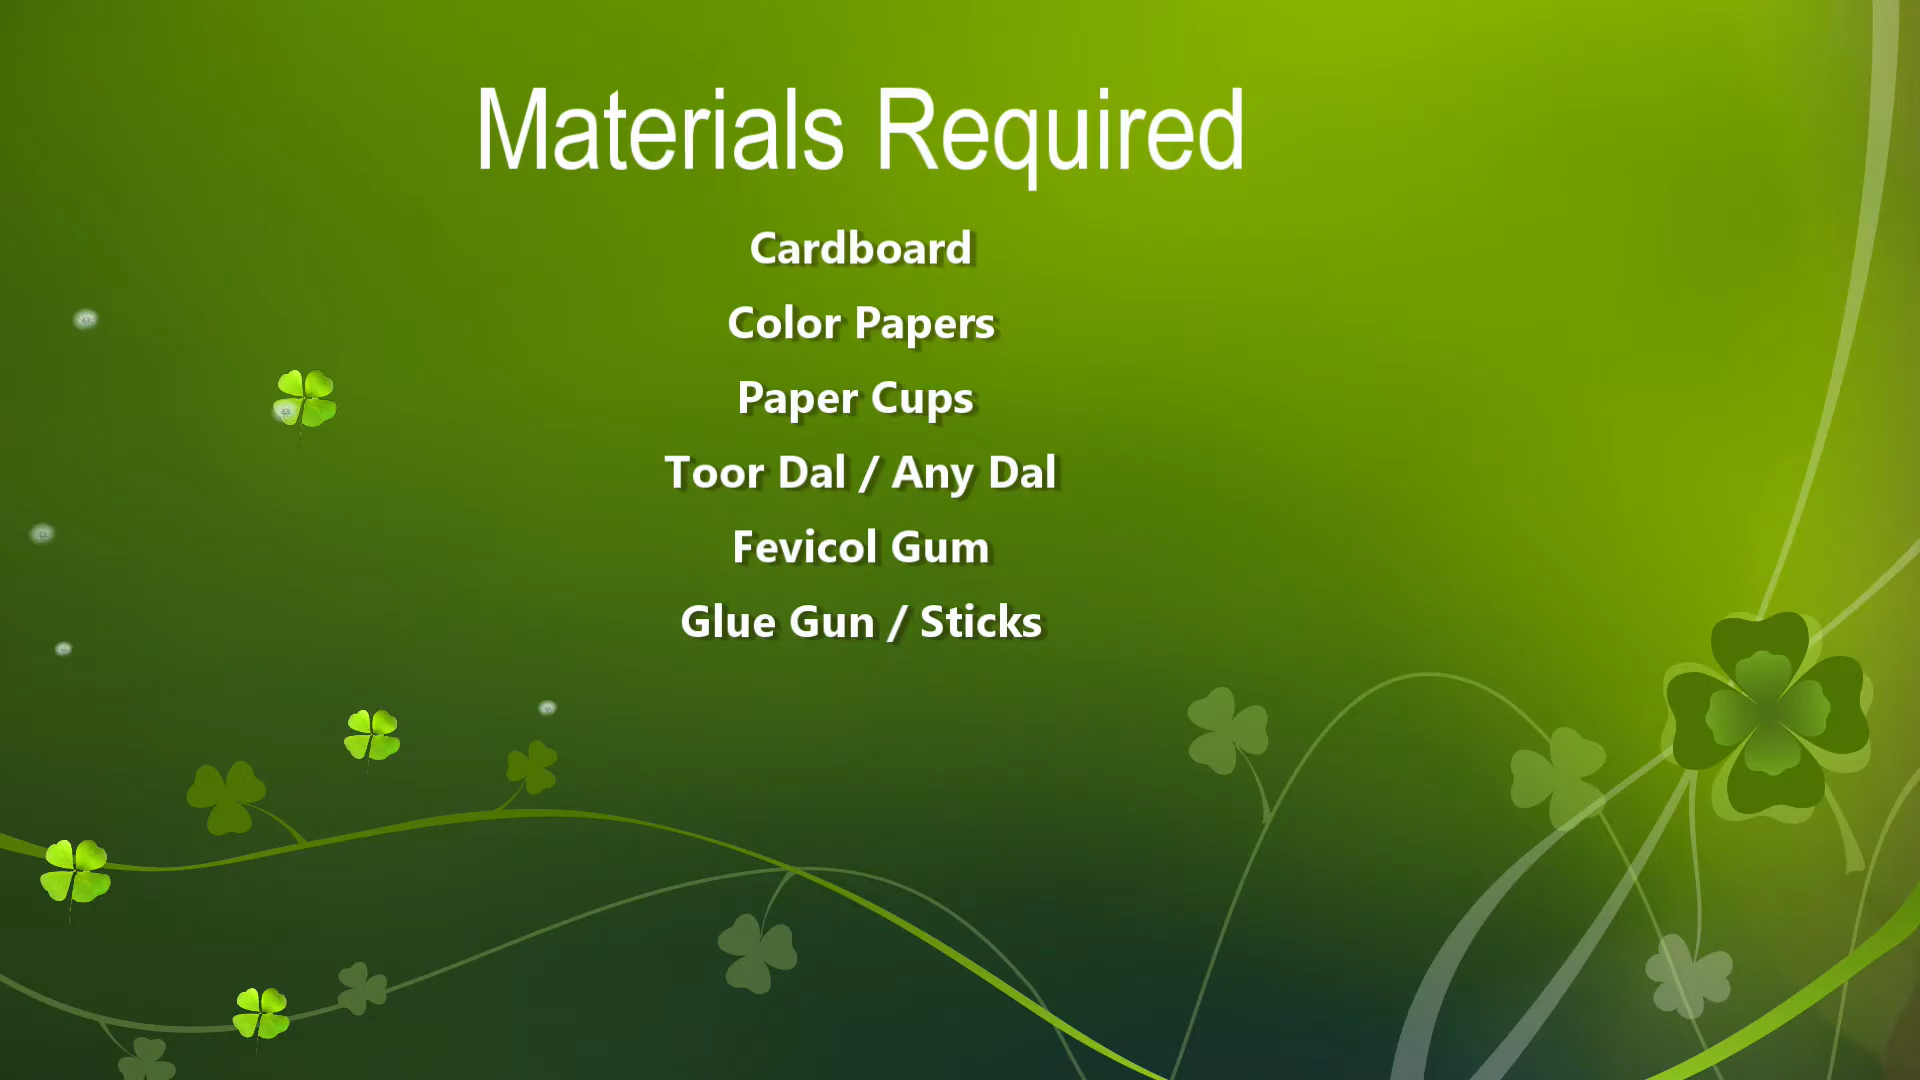 Materials Required
Cardboard
Color Papers
Paper Cups
Toor Dal / Any Dal
Fevicol Gum
Glue Gun / Sticks